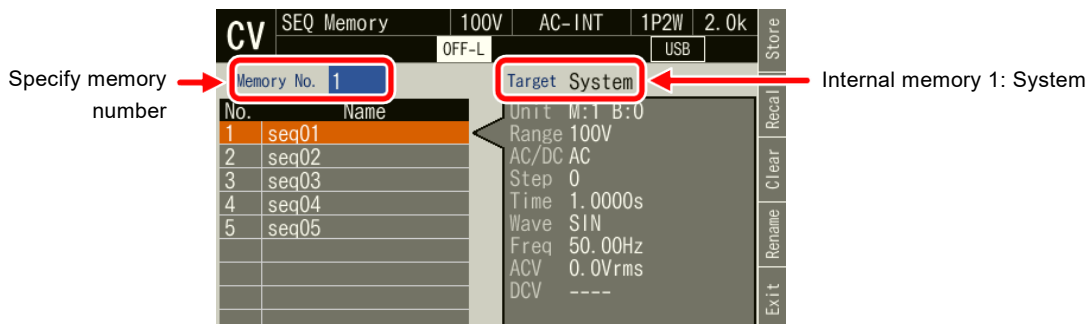 CV SEQ Memory 100V AC-INT 1P2W 2.0k
OFF-L USB
Specify memory
number
Memory No. 1
Target System
Internal memory 1: System
No. Name
1 seq01
2 seq02
3 seq03
4 seq04
5 seq05
Unit M:1 B:0
Range 100V
AC/DC AC
Step 0
Time 1.0000s
Wave SIN
Freq 50.00Hz
ACV 0.0Vrms
DCV ----
Store
Recal
Clear
Rename
Exit